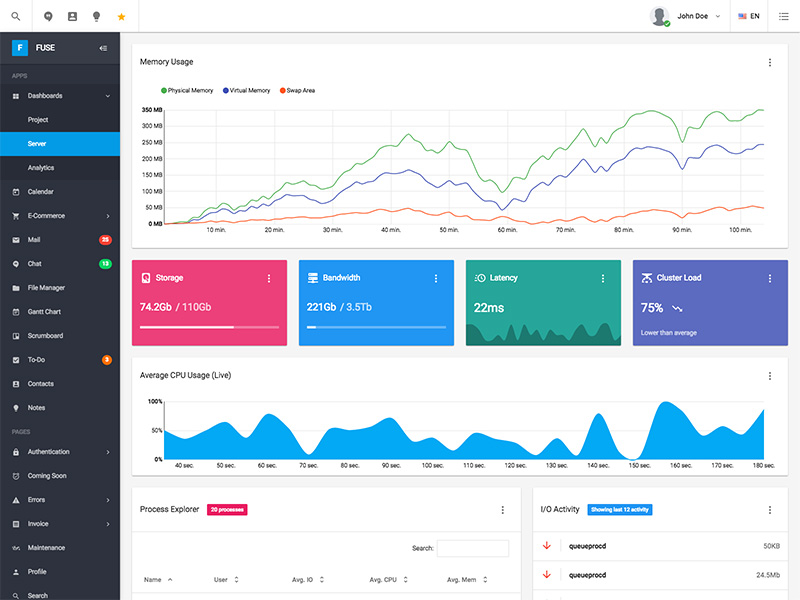 John Doe
EN
F FUSE
APPS
Dashboards
Project
Server
Analytics
Calendar
E-Commerce
Mail 25
Chat 13
File Manager
Gantt Chart
Scrumboard
To-Do 3
Contacts
Notes
PAGES
Authentication
Coming Soon
Errors
Invoice
Maintenance
Profile
Search
Memory Usage
Physical Memory Virtual Memory Swap Area
350 MB
300 MB
250 MB
200 MB
150 MB
100 MB
50 MB
0 MB
10 min. 20 min. 30 min. 40 min. 50 min. 60 min. 70 min. 80 min. 90 min. 100 min.
Storage
74.2Gb / 110Gb
Bandwidth
221Gb / 3.5Tb
Latency
22ms
Cluster Load
75%
Lower than average
Average CPU Usage (Live)
100%
50%
0%
40 sec. 50 sec. 60 sec. 70 sec. 80 sec. 90 sec. 100 sec. 110 sec. 120 sec. 130 sec. 140 sec. 150 sec. 160 sec. 170 sec. 180 sec.
Process Explorer 20 processes
Search:
Name User Avg. IO Avg. CPU Avg. Mem
I/O Activity Showing last 12 activity
queueprocd 50KB
queueprocd 24.5Mb